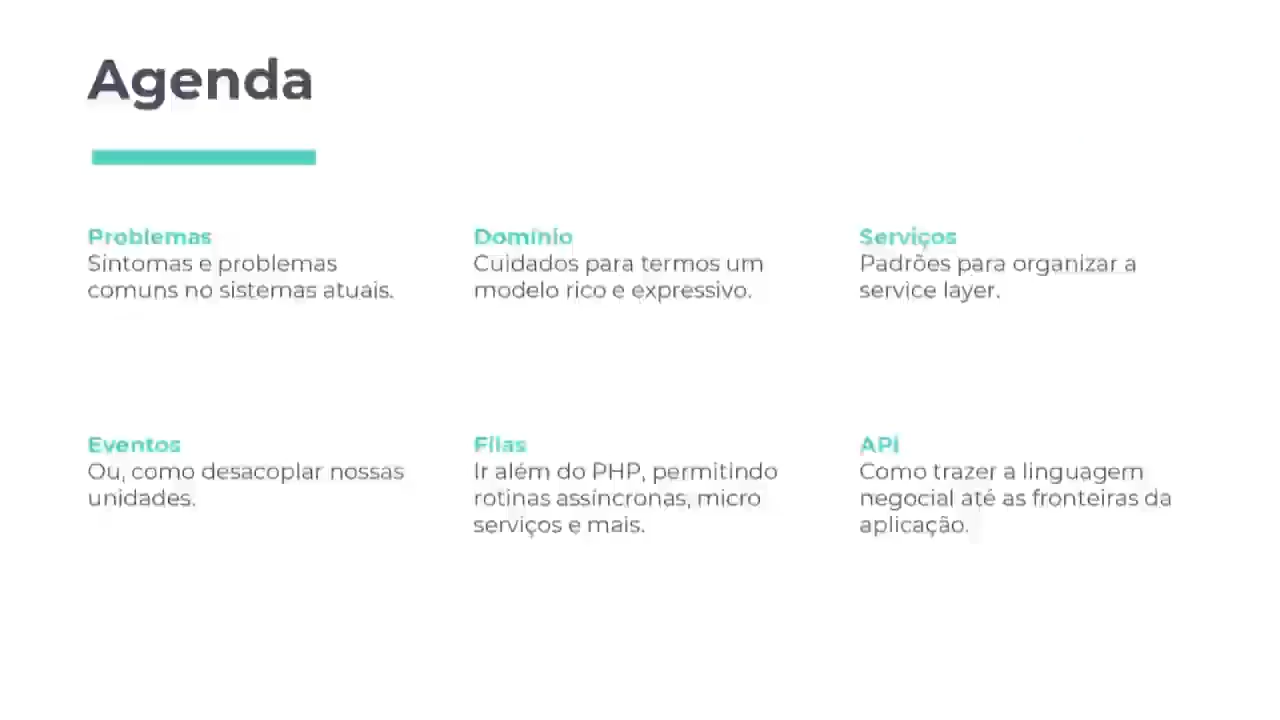 Agenda
Problemas
Sintomas e problemas
comuns no sistemas atuais.
Domínio
Cuidados para termos um
modelo rico e expressivo.
Serviços
Padrões para organizar a
service layer.
Eventos
Ou, como desacoplar nossas
unidades.
Filas
Ir além do PHP, permitindo
rotinas assíncronas, micro
serviços e mais.
API
Como trazer a linguagem
negocial até as fronteiras da
aplicação.